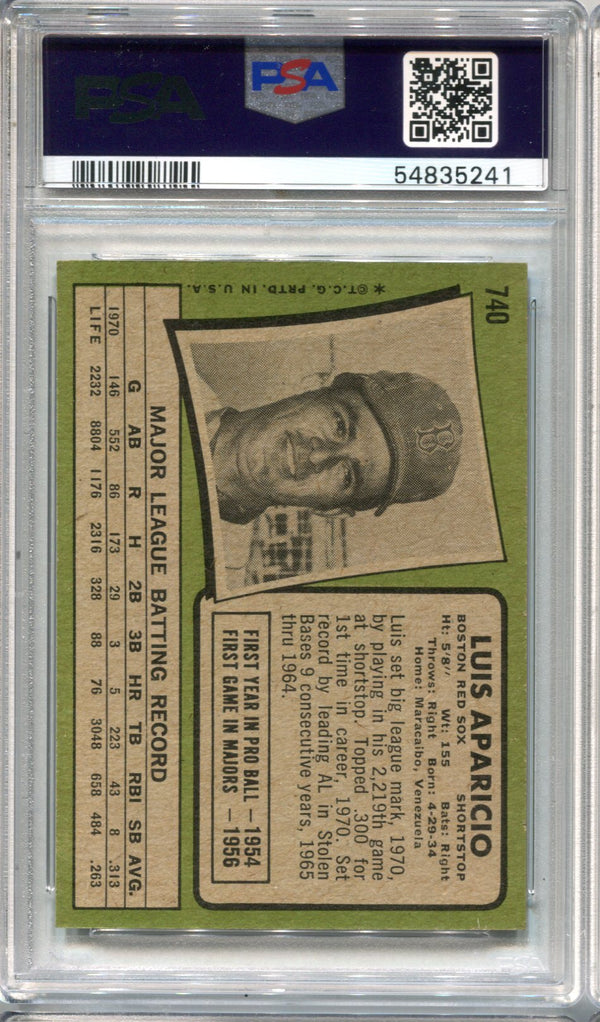 PSA
PSA
54835241
740
*©T.C.G. PRTD. IN U.S.A.
LUIS APARICIO
BOSTON RED SOX SHORTSTOP
Ht: 5'8" Wt: 155 Bats: Right
Throws: Right Born: 4-29-34
Home: Maracaibo, Venezuela
Luis set big league mark, 1970,
by playing in his 2,219th game
at shortstop. Topped .300 for
1st time in career, 1970. Set
record by leading AL in Stolen
Bases 9 consecutive years, 1965
thru 1964.
FIRST YEAR IN PRO BALL — 1954
FIRST GAME IN MAJORS — 1956
B
MAJOR LEAGUE BATTING RECORD
G AB R H 2B 3B HR TB RBI SB AVG.
1970 146 552 86 173 29 3 5 223 43 8 .313
LIFE 2232 8804 1176 2316 328 88 76 3048 658 484 .263